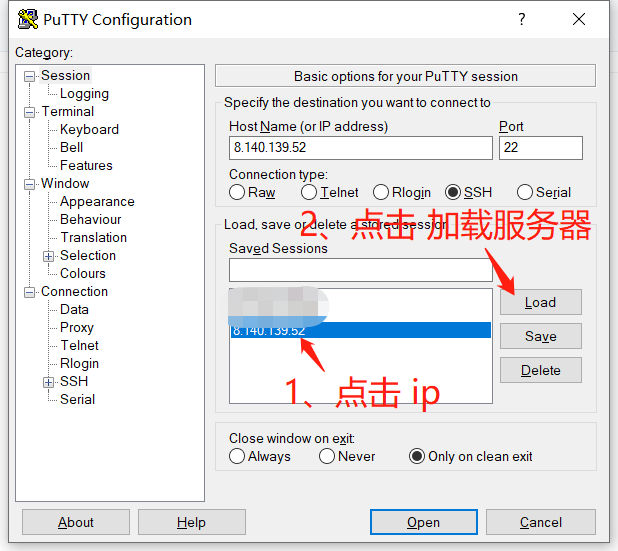 PuTTY Configuration
?
Category:
Session
Logging
Terminal
Keyboard
Bell
Features
Window
Appearance
Behaviour
Translation
Selection
Colours
Connection
Data
Proxy
Telnet
Rlogin
SSH
Serial
Basic options for your PuTTY session
Specify the destination you want to connect to
Host Name (or IP address)
Port
8.140.139.52
22
Connection type:
Raw
Telnet
Rlogin
SSH
Serial
Load, save or delete a stored session
2、点击 加载服务器
Saved Sessions
8.140.139.52
Load
Save
Delete
1、点击 ip
Close window on exit:
Always
Never
Only on clean exit
About
Help
Open
Cancel